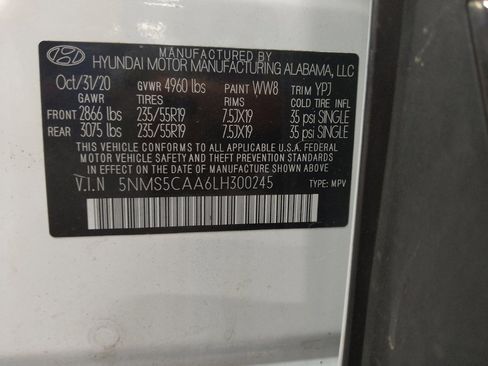 MANUFACTURED BY
HYUNDAI MOTOR MANUFACTURING ALABAMA, LLC
Oct/31/20 GVWR 4960 lbs PAINT WW8 TRIM YPJ
GAWR TIRES RIMS COLD TIRE INFL
FRONT 2866 lbs 235/55R19 7.5JX19 35 psi SINGLE
REAR 3075 lbs 235/55R19 7.5JX19 35 psi SINGLE
THIS VEHICLE CONFORMS TO ALL APPLICABLE U.S.A. FEDERAL
MOTOR VEHICLE SAFETY, BUMPER, AND THEFT PREVENTION
STANDARDS IN EFFECT ON THE DATE OF MANUFACTURE SHOWN ABOVE
V.I.N 5NMS5CAA6LH300245 TYPE: MPV